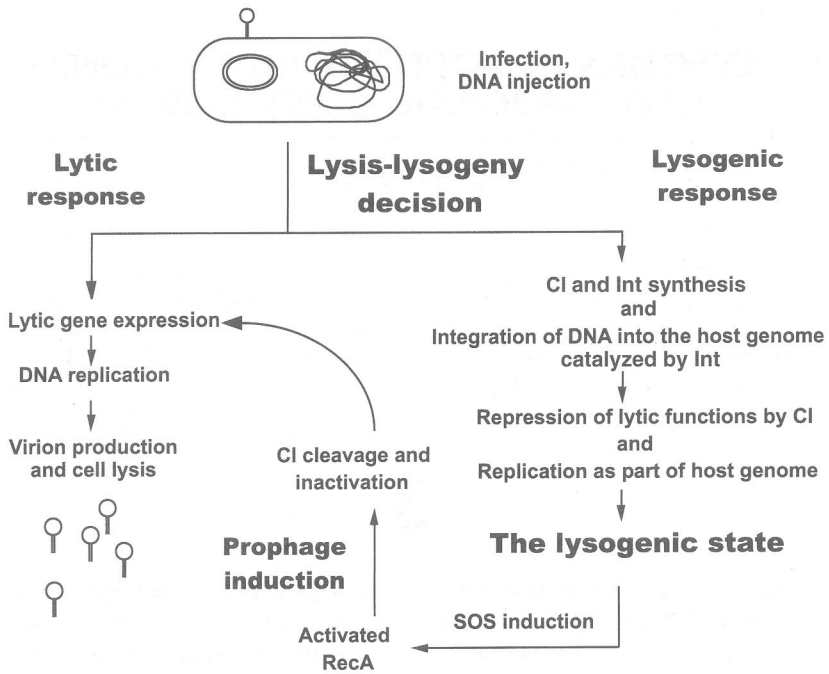 Infection,
DNA injection
Lytic
response
Lysis-lysogeny
decision
Lysogenic
response
Lytic gene expression
DNA replication
Virion production
and cell lysis
CI and Int synthesis
and
Integration of DNA into the host genome
catalyzed by Int
Repression of lytic functions by CI
and
Replication as part of host genome
The lysogenic state
SOS induction
Activated
RecA
Prophage
induction
CI cleavage and
inactivation